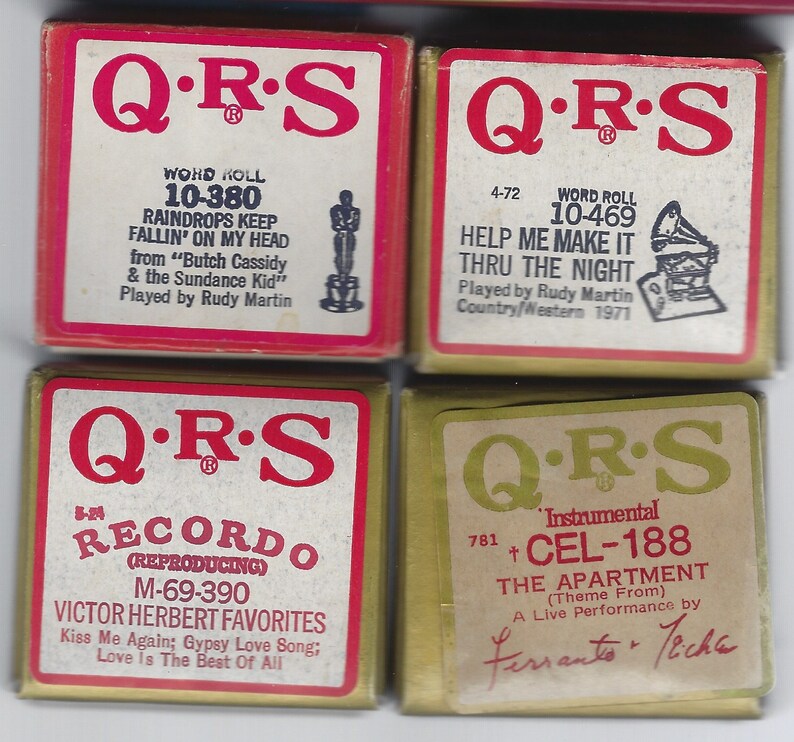 Q·R·S
®
WORD ROLL
10-380
RAINDROPS KEEP
FALLIN' ON MY HEAD
from "Butch Cassidy
& the Sundance Kid"
Played by Rudy Martin
Q·R·S
®
4-72 WORD ROLL
10-469
HELP ME MAKE IT
THRU THE NIGHT
Played by Rudy Martin
Country/Western 1971
Q·R·S
®
RECORDO
(REPRODUCING)
M-69-390
VICTOR HERBERT FAVORITES
Kiss Me Again; Gypsy Love Song;
Love Is The Best Of All
Q·R·S
®
Instrumental
781 † CEL-188
THE APARTMENT
(Theme From)
A Live Performance by
Ferrante +